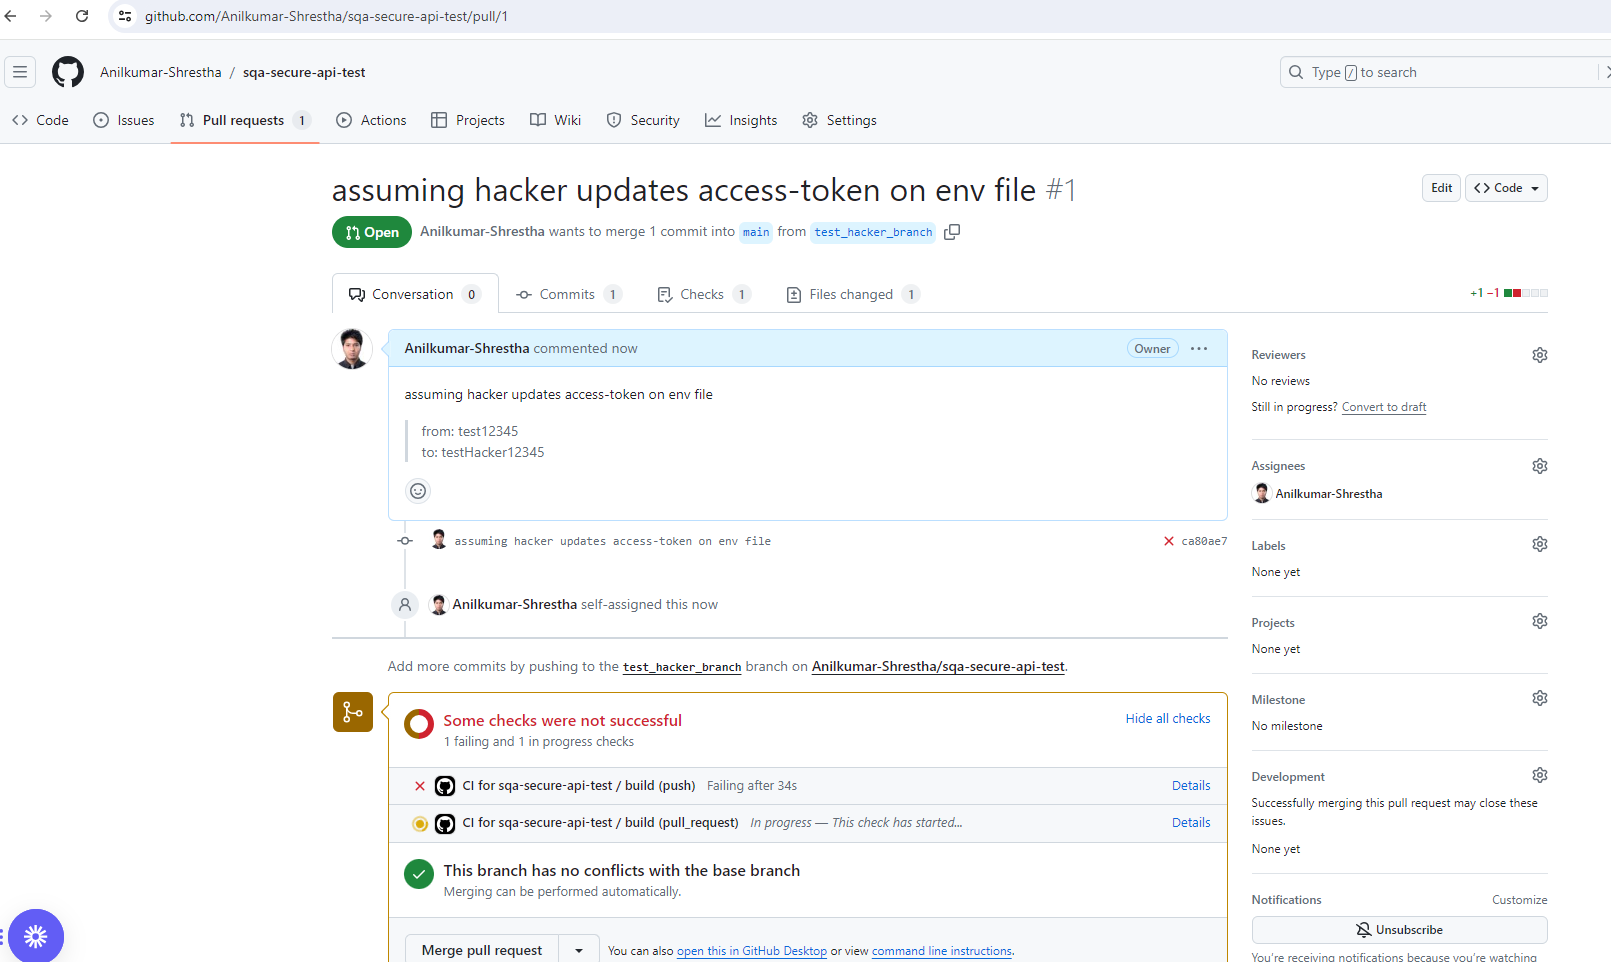 github.com/Anilkumar-Shrestha/sqa-secure-api-test/pull/1
Anilkumar-Shrestha / sqa-secure-api-test
Type / to search
Code Issues Pull requests 1 Actions Projects Wiki Security Insights Settings
assuming hacker updates access-token on env file #1
Edit <> Code
Open Anilkumar-Shrestha wants to merge 1 commit into main from test_hacker_branch
Conversation 0 Commits 1 Checks 1 Files changed 1
+1 −1
Anilkumar-Shrestha commented now
Owner ...
assuming hacker updates access-token on env file
from: test12345
to: testHacker12345
assuming hacker updates access-token on env file
ca80ae7
Anilkumar-Shrestha self-assigned this now
Add more commits by pushing to the test_hacker_branch branch on Anilkumar-Shrestha/sqa-secure-api-test.
Some checks were not successful
Hide all checks
1 failing and 1 in progress checks
CI for sqa-secure-api-test / build (push) Failing after 34s
Details
CI for sqa-secure-api-test / build (pull_request) In progress — This check has started...
Details
This branch has no conflicts with the base branch
Merging can be performed automatically.
Merge pull request
You can also open this in GitHub Desktop or view command line instructions.
Reviewers
No reviews
Still in progress? Convert to draft
Assignees
Anilkumar-Shrestha
Labels
None yet
Projects
None yet
Milestone
No milestone
Development
Successfully merging this pull request may close these
issues.
None yet
Notifications
Customize
Unsubscribe
You're receiving notifications because you're watching